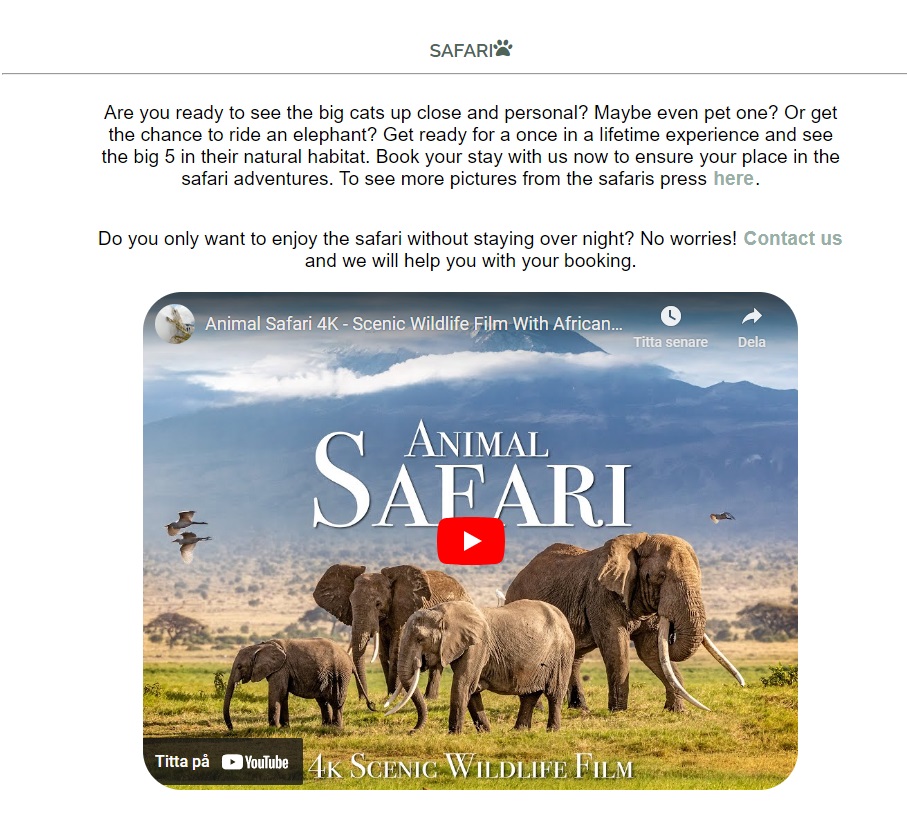 SAFARI
Are you ready to see the big cats up close and personal? Maybe even pet one? Or get
the chance to ride an elephant? Get ready for a once in a lifetime experience and see
the big 5 in their natural habitat. Book your stay with us now to ensure your place in the
safari adventures. To see more pictures from the safaris press here.
Do you only want to enjoy the safari without staying over night? No worries! Contact us
and we will help you with your booking.
Animal Safari 4K - Scenic Wildlife Film With African...
Titta senare
Dela
ANIMAL
SAFARI
Titta på YouTube
4K SCENIC WILDLIFE FILM